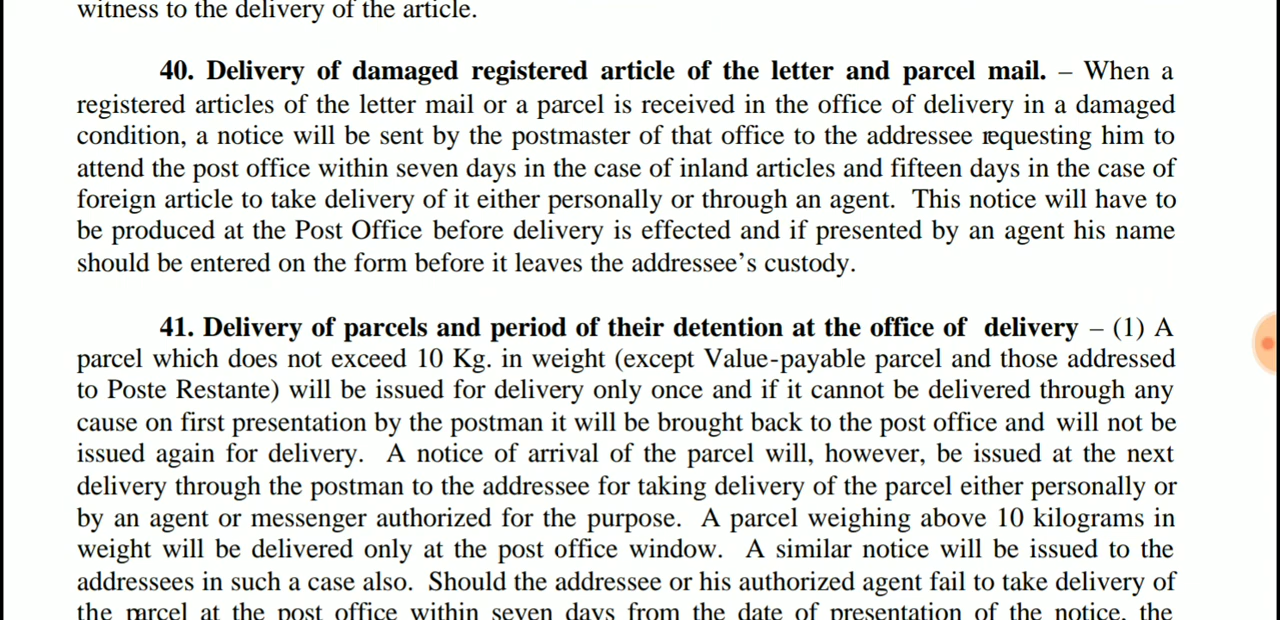 witness to the delivery of the article.
40. Delivery of damaged registered article of the letter and parcel mail. – When a
registered articles of the letter mail or a parcel is received in the office of delivery in a damaged
condition, a notice will be sent by the postmaster of that office to the addressee requesting him to
attend the post office within seven days in the case of inland articles and fifteen days in the case of
foreign article to take delivery of it either personally or through an agent. This notice will have to
be produced at the Post Office before delivery is effected and if presented by an agent his name
should be entered on the form before it leaves the addressee’s custody.
41. Delivery of parcels and period of their detention at the office of delivery – (1) A
parcel which does not exceed 10 Kg. in weight (except Value-payable parcel and those addressed
to Poste Restante) will be issued for delivery only once and if it cannot be delivered through any
cause on first presentation by the postman it will be brought back to the post office and will not be
issued again for delivery. A notice of arrival of the parcel will, however, be issued at the next
delivery through the postman to the addressee for taking delivery of the parcel either personally or
by an agent or messenger authorized for the purpose. A parcel weighing above 10 kilograms in
weight will be delivered only at the post office window. A similar notice will be issued to the
addressees in such a case also. Should the addressee or his authorized agent fail to take delivery of
the parcel at the post office within seven days from the date of presentation of the notice, the